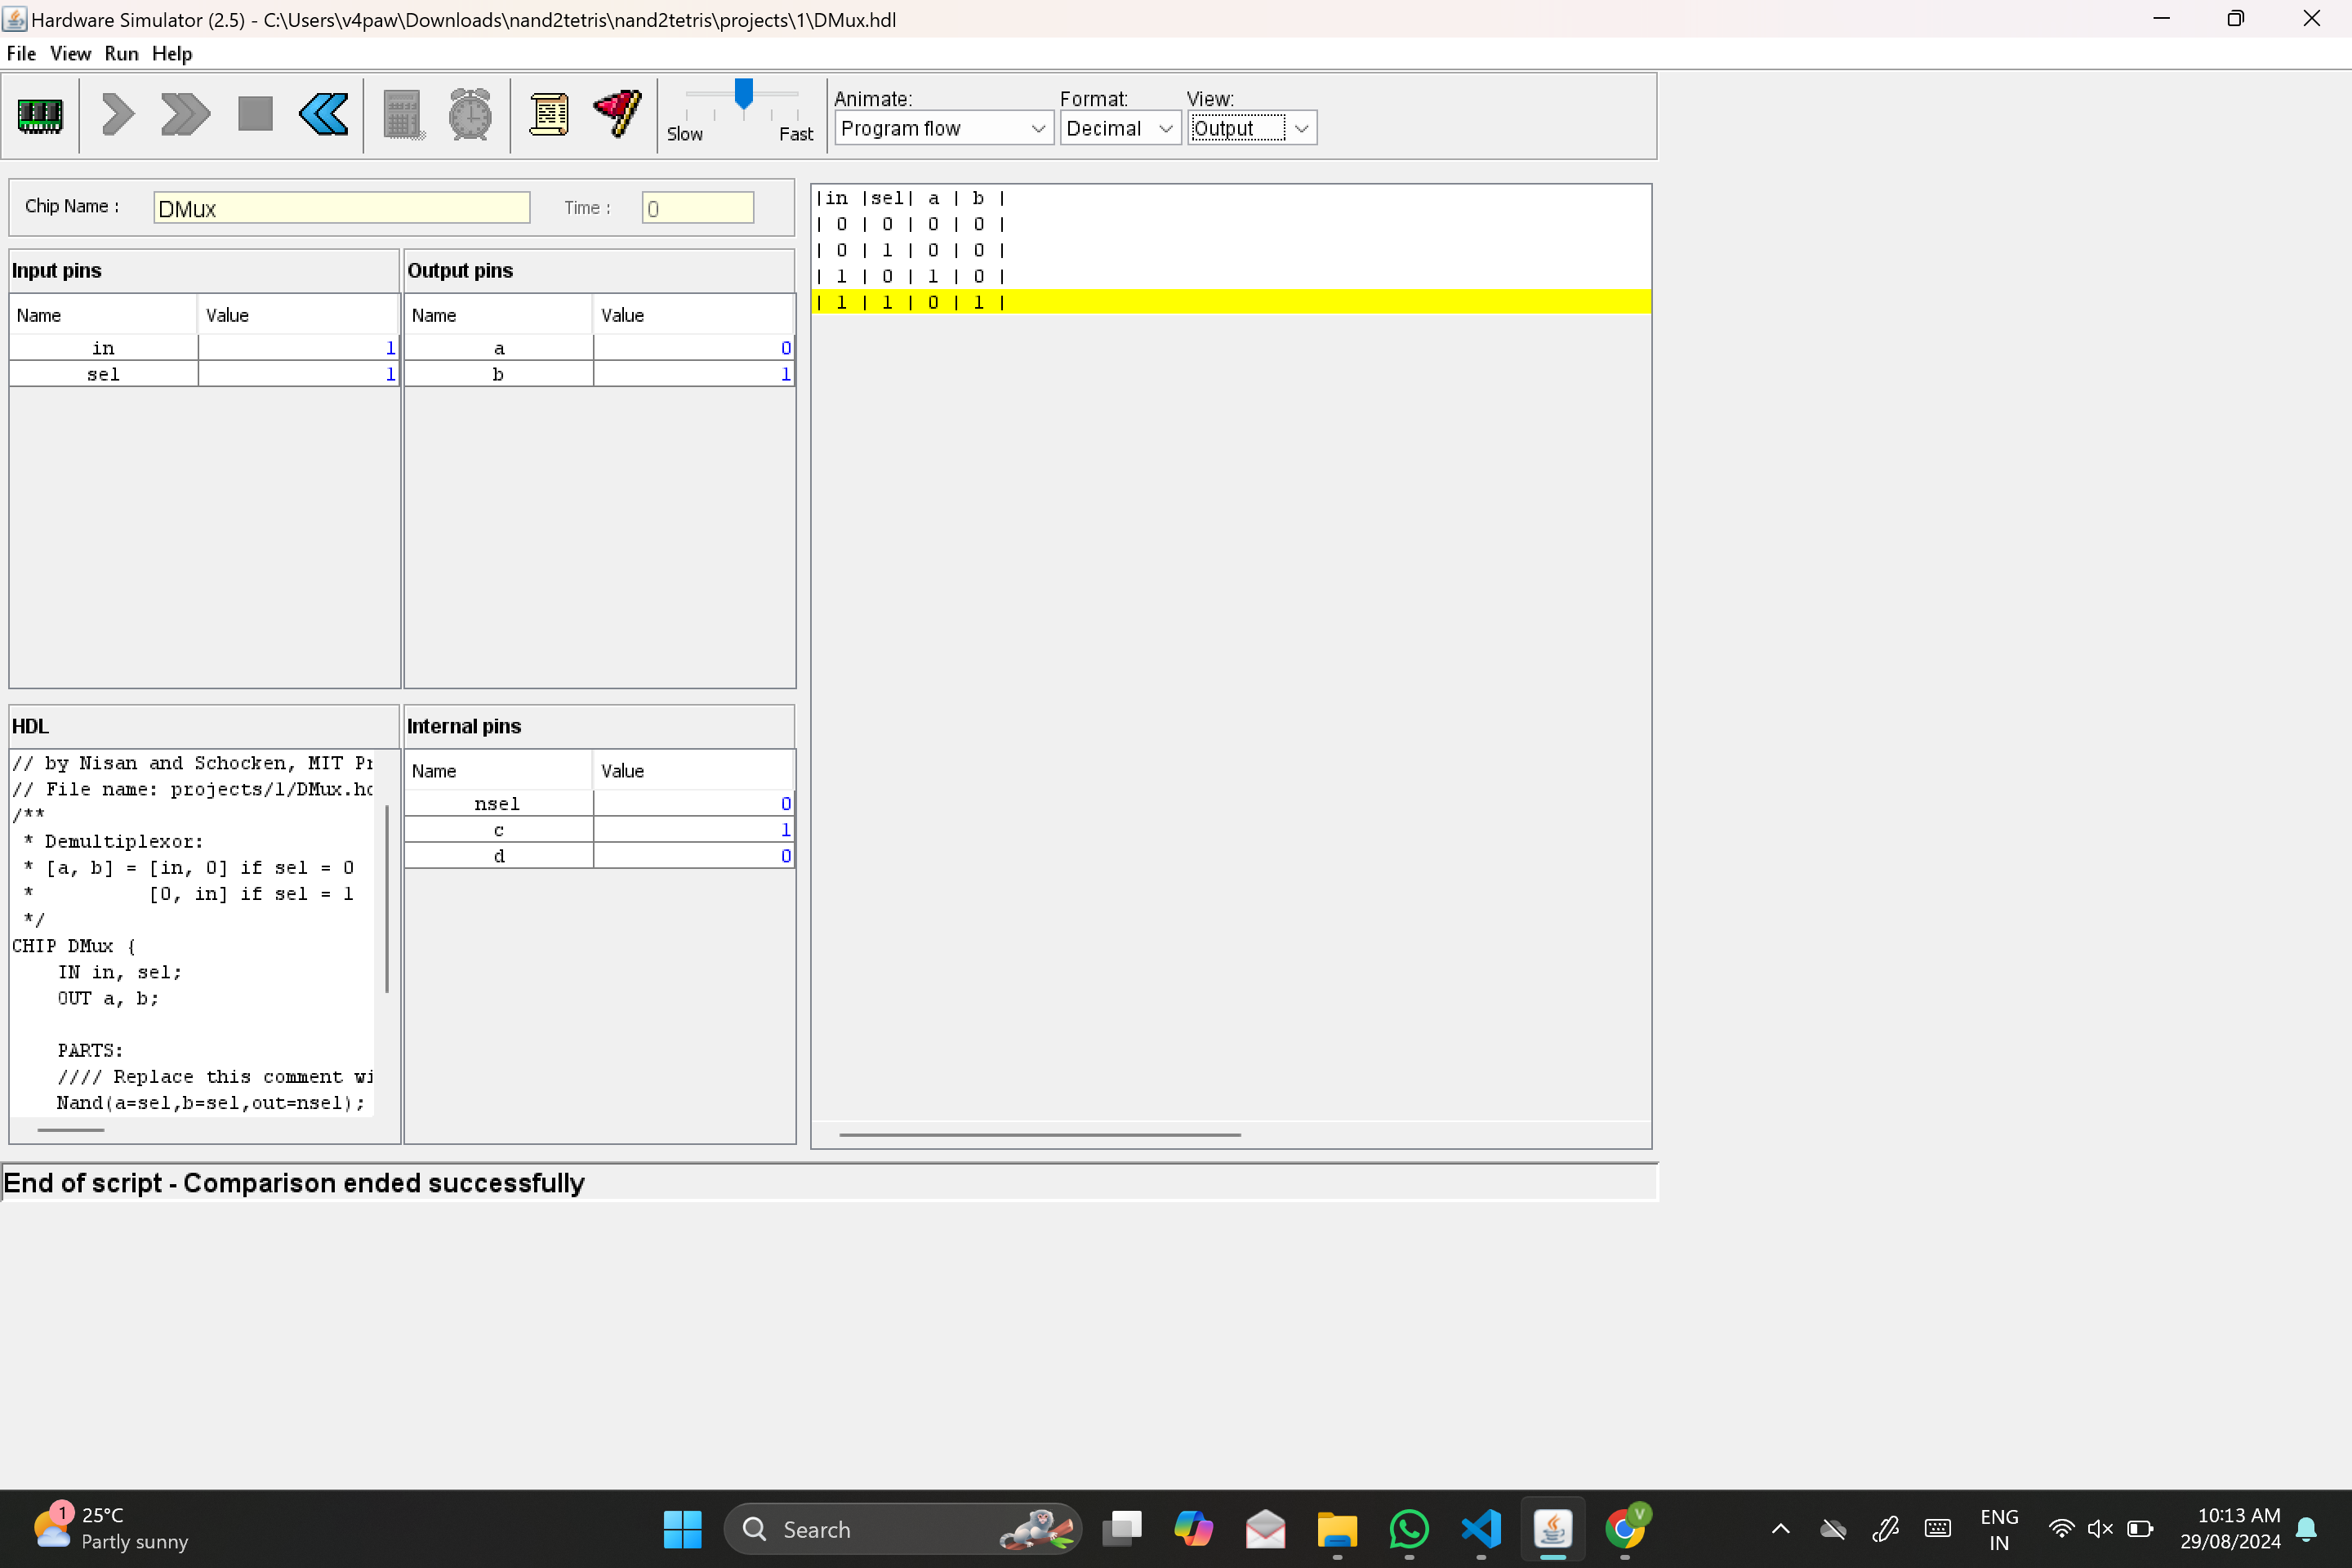 Hardware Simulator (2.5) - C:\Users\v4paw\Downloads\nand2tetris\nand2tetris\projects\1\DMux.hdl
File View Run Help
Slow Fast
Animate: Format: View:
Program flow Decimal Output
Chip Name : DMux Time : 0
Input pins
Name Value
in 1
sel 1
Output pins
Name Value
a 0
b 1
|in |sel| a | b |
| 0 | 0 | 0 | 0 |
| 0 | 1 | 0 | 0 |
| 1 | 0 | 1 | 0 |
| 1 | 1 | 0 | 1 |
HDL
// by Nisan and Schocken, MIT Pr
// File name: projects/1/DMux.hd
/**
* Demultiplexor:
* [a, b] = [in, 0] if sel = 0
* [0, in] if sel = 1
*/
CHIP DMux {
IN in, sel;
OUT a, b;
PARTS:
//// Replace this comment wi
Nand(a=sel,b=sel,out=nsel);
Internal pins
Name Value
nsel 0
c 1
d 0
End of script - Comparison ended successfully
1
25°C
Partly sunny
Search
V
ENG
IN
10:13 AM
29/08/2024